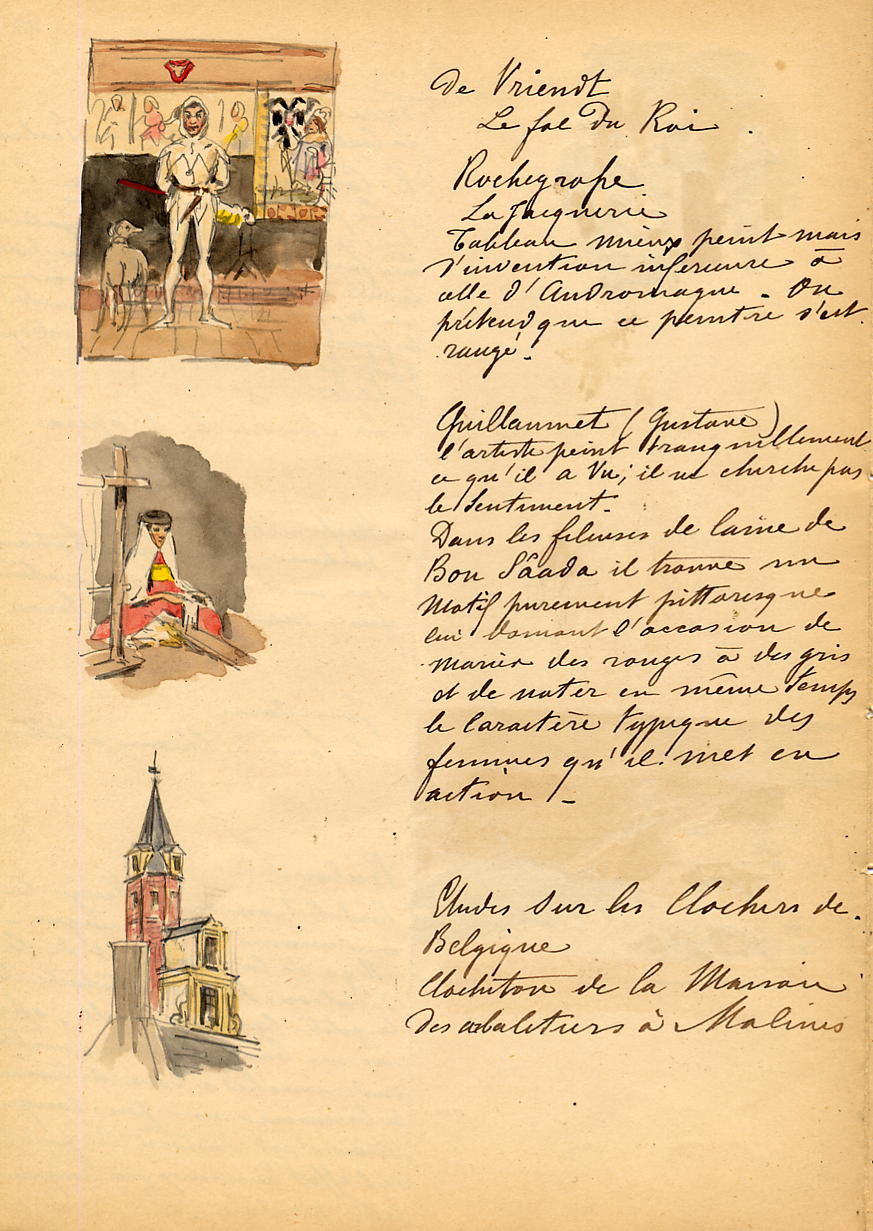 De Vriendt
Le fol du Roi.
Rochegrosse
La Jacquerie
Tableau mieux peint mais
d'invention inférieure à
celle d'Andromaque. On
prétend que ce peintre s'est
rangé.
Guillaumet (Gustave)
l'artiste peint tranquillement
ce qu'il a vu; il ne cherche pas
le sentiment.
Dans les fileuses de laine de
Bou Sâada il trouve un
motif purement pittoresque
lui donnant l'occasion de
marier des rouges à des gris
et de noter en même temps
le caractère typique des
femmes qu'il met en
action _
Etudes sur les Clochers de
Belgique
Clocheton de la Maison
des arbaletiers à Malines